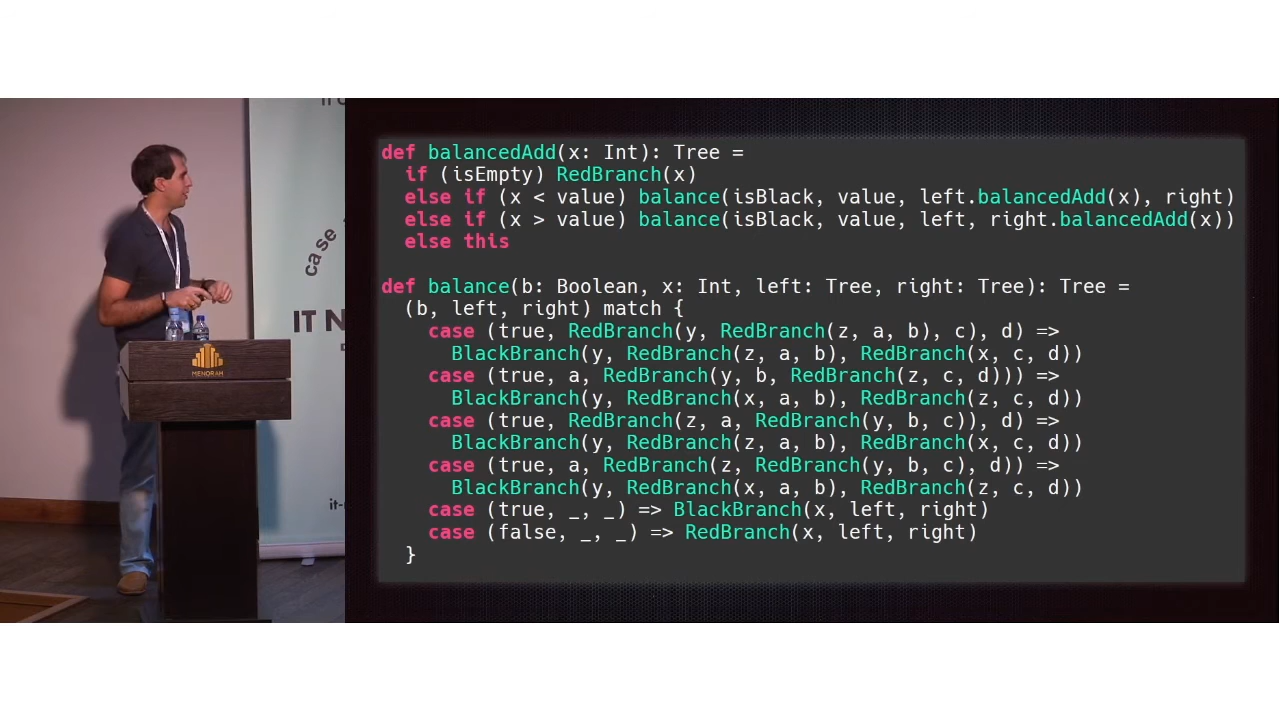 def balancedAdd(x: Int): Tree =
  if (isEmpty) RedBranch(x)
  else if (x < value) balance(isBlack, value, left.balancedAdd(x), right)
  else if (x > value) balance(isBlack, value, left, right.balancedAdd(x))
  else this
def balance(b: Boolean, x: Int, left: Tree, right: Tree): Tree =
  (b, left, right) match {
    case (true, RedBranch(y, RedBranch(z, a, b), c), d) =>
      BlackBranch(y, RedBranch(z, a, b), RedBranch(x, c, d))
    case (true, a, RedBranch(y, b, RedBranch(z, c, d))) =>
      BlackBranch(y, RedBranch(x, a, b), RedBranch(z, c, d))
    case (true, RedBranch(z, a, RedBranch(y, b, c)), d) =>
      BlackBranch(y, RedBranch(z, a, b), RedBranch(x, c, d))
    case (true, a, RedBranch(z, RedBranch(y, b, c), d)) =>
      BlackBranch(y, RedBranch(x, a, b), RedBranch(z, c, d))
    case (true, _, _) => BlackBranch(x, left, right)
    case (false, _, _) => RedBranch(x, left, right)
  }
case
IT N
MENORAH
it-